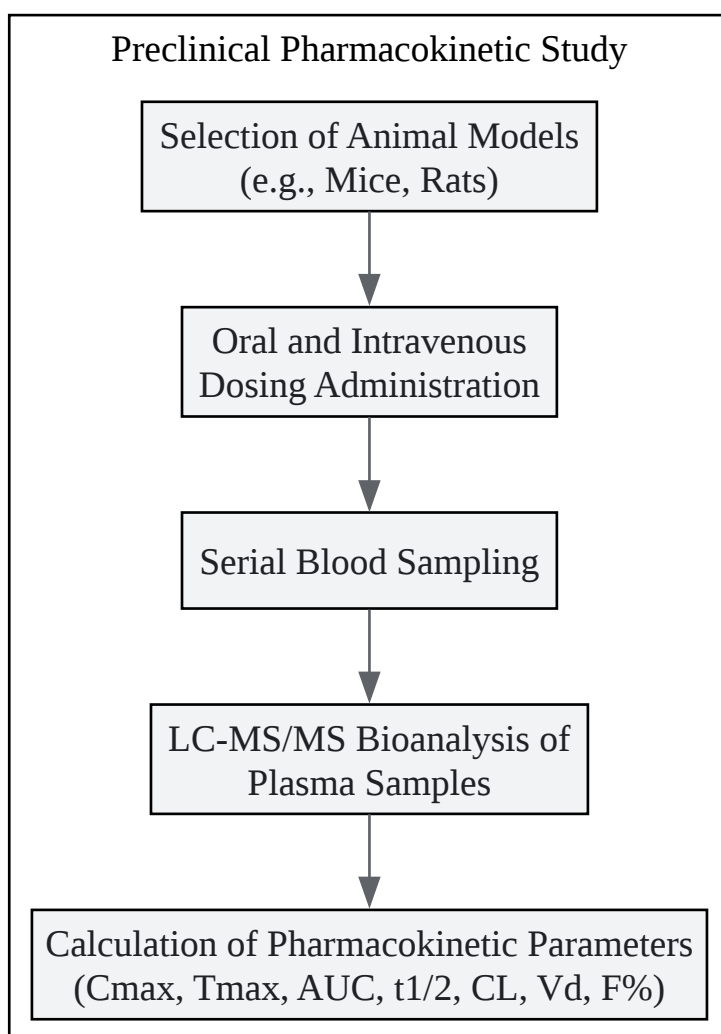 Preclinical Pharmacokinetic Study
Selection of Animal Models
(e.g., Mice, Rats)
Oral and Intravenous
Dosing Administration
Serial Blood Sampling
LC-MS/MS Bioanalysis of
Plasma Samples
Calculation of Pharmacokinetic Parameters
(Cmax, Tmax, AUC, t1/2, CL, Vd, F%)